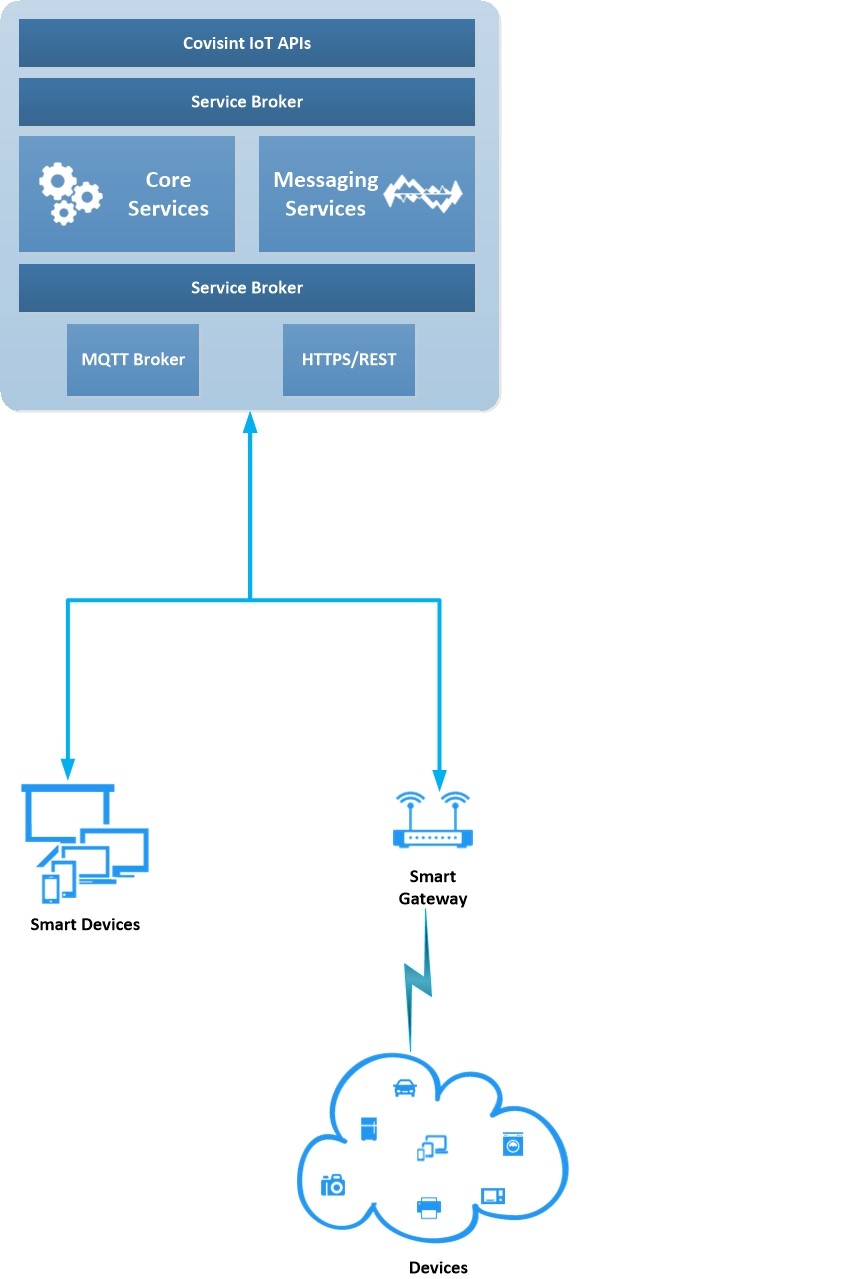 Covisint IoT APIs
Service Broker
Core
Services
Messaging
Services
Service Broker
MQTT Broker
HTTPS/REST
Smart Devices
Smart
Gateway
Devices